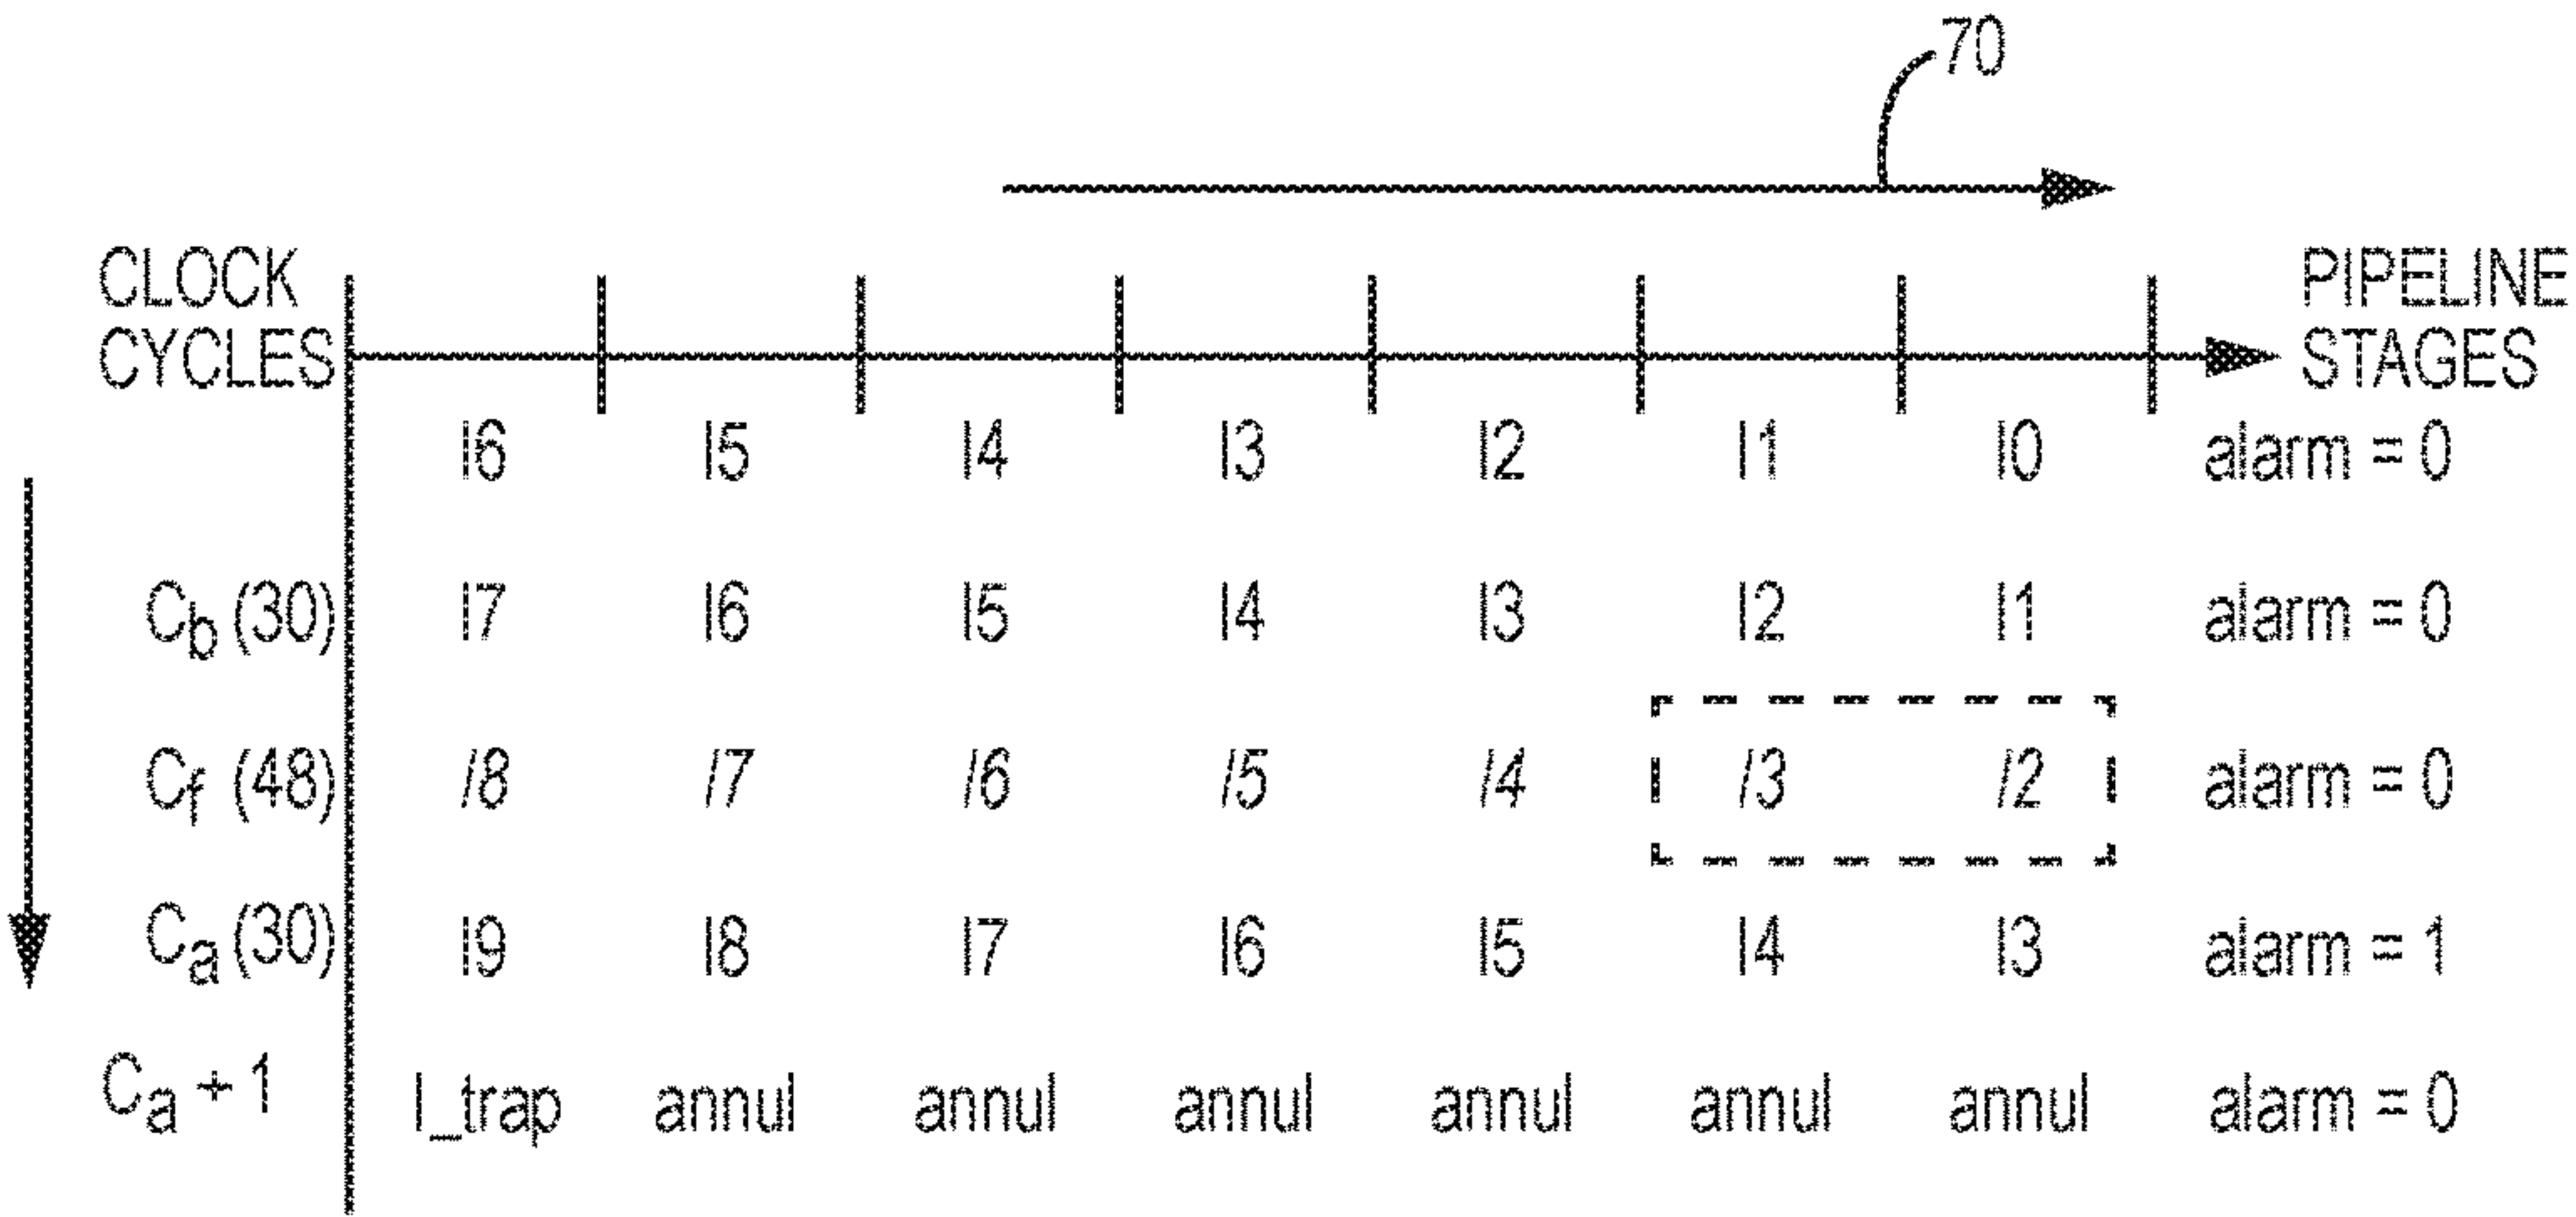 70
CLOCK CYCLES
PIPELINE STAGES
I6 I5 I4 I3 I2 I1 I0 alarm = 0
Cb (30) I7 I6 I5 I4 I3 I2 I1 alarm = 0
Cf (48) I8 I7 I6 I5 I4 I3 I2 alarm = 0
Ca (30) I9 I8 I7 I6 I5 I4 I3 alarm = 1
Ca + 1 I_trap annul annul annul annul annul annul alarm = 0